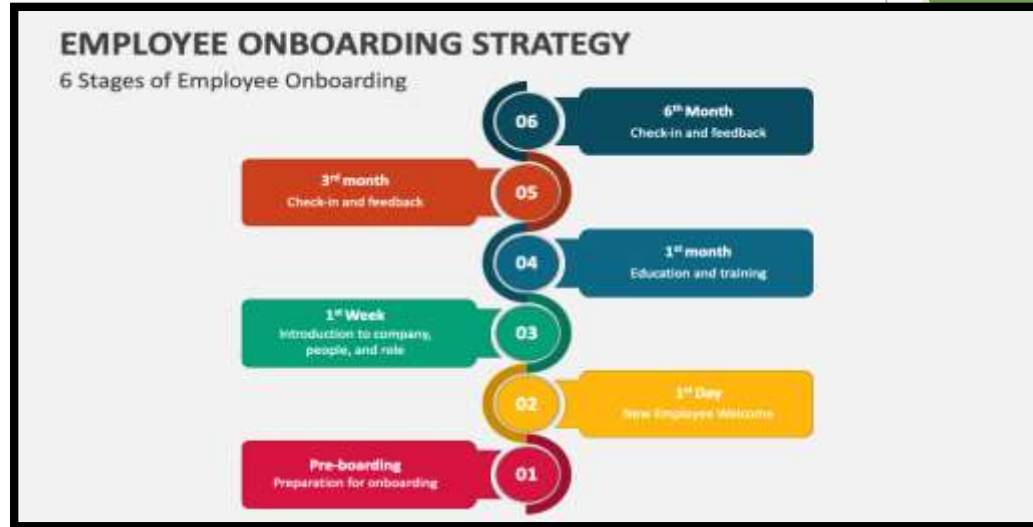 EMPLOYEE ONBOARDING STRATEGY
6 Stages of Employee Onboarding
06
6th Month
Check-in and feedback
3rd month
Check-in and feedback
05
04
1st month
Education and training
1st Week
Introduction to company,
people, and role
03
02
1st Day
New Employee Welcome
Pre-boarding
Preparation for onboarding
01